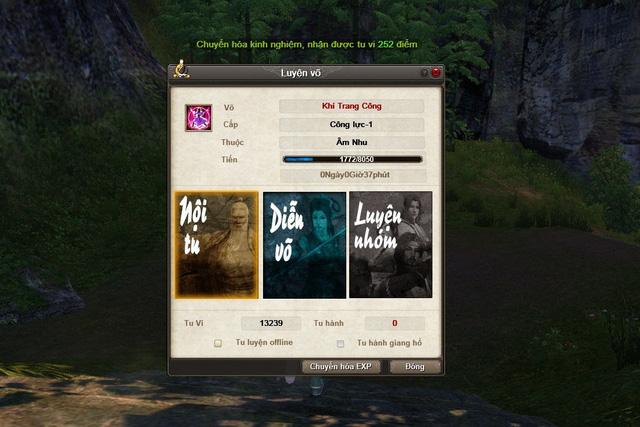 Chuyển hóa kinh nghiệm, nhận được tu vi 252 điểm
Luyện võ
Võ Khí Trang Công
Cấp Công lực-1
Thuộc Âm Nhu
Tiến 1772/8050
0Ngày0Giờ37phút
Nội tu
Diễn võ
Luyện nhóm
Tu Vi 13239 Tu hành 0
Tu luyện offline Tu hành giang hồ
Chuyển hóa EXP Đóng